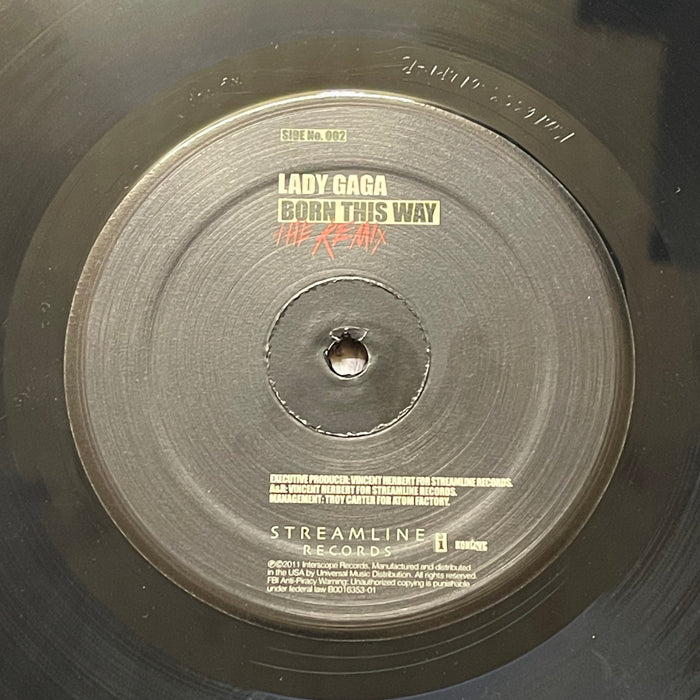 SIDE No. 002
LADY GAGA
BORN THIS WAY
THE REMIX
EXECUTIVE PRODUCER: VINCENT HERBERT FOR STREAMLINE RECORDS.
A&R: VINCENT HERBERT FOR STREAMLINE RECORDS.
MANAGEMENT: TROY CARTER FOR ATOM FACTORY.
STREAMLINE
RECORDS
i
KONLIVE
℗©2011 Interscope Records. Manufactured and distributed
in the USA by Universal Music Distribution. All rights reserved.
FBI Anti-Piracy Warning: Unauthorized copying is punishable
under federal law B0016353-01